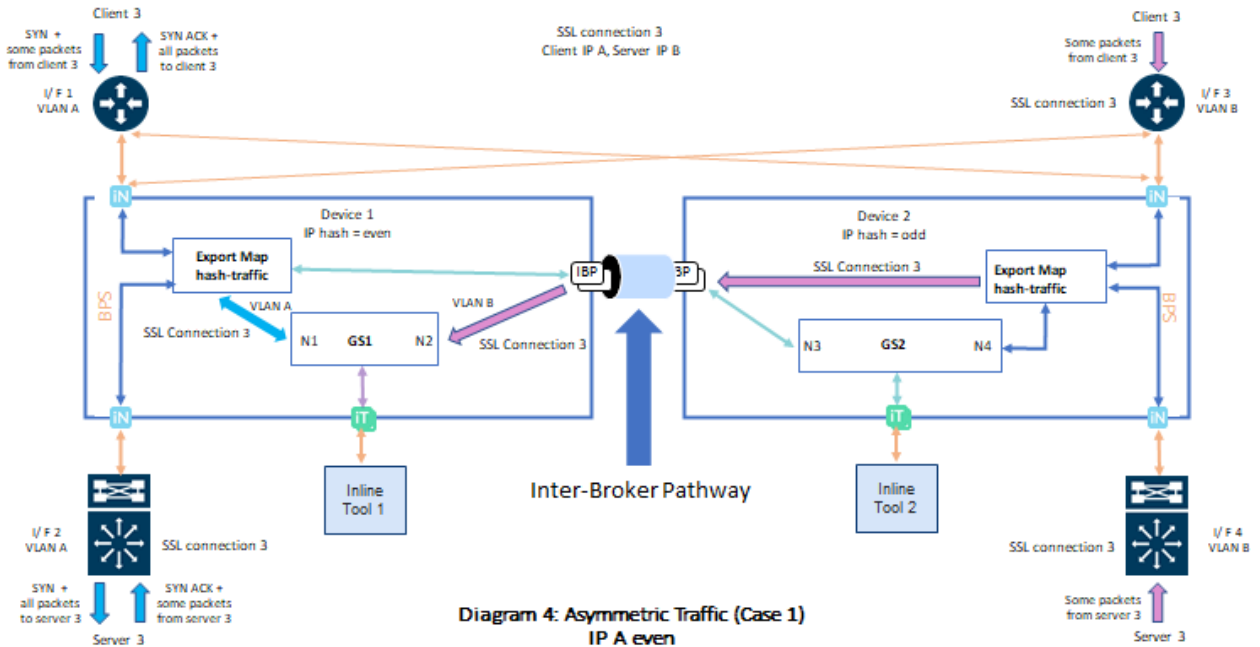 Client 3
SYN +
some packets
from client 3
SYN ACK +
all packets
to client 3
I/ F 1
VLAN A
SSL connection 3
Client IP A, Server IP B
Client 3
Some packets
from client 3
SSL connection 3
I/ F 3
VLAN B
iN
iN
Device 1
IP hash = even
Export Map
hash-traffic
BPS
VLAN A
SSL Connection 3
N1
GS1
N2
VLAN B
SSL Connection 3
IBP
BP
Device 2
IP hash = odd
SSL Connection 3
Export Map
hash-traffic
BPS
N3
GS2
N4
iN
iT
iT
iN
Inline
Tool 1
Inter-Broker Pathway
Inline
Tool 2
I/ F 2
VLAN A
SSL connection 3
SSL connection 3
I/ F 4
VLAN B
SYN +
all packets
to server 3
SYN ACK +
some packets
from server 3
Server 3
Some packets
from server 3
Server 3
Diagram 4: Asymmetric Traffic (Case 1)
IP A even